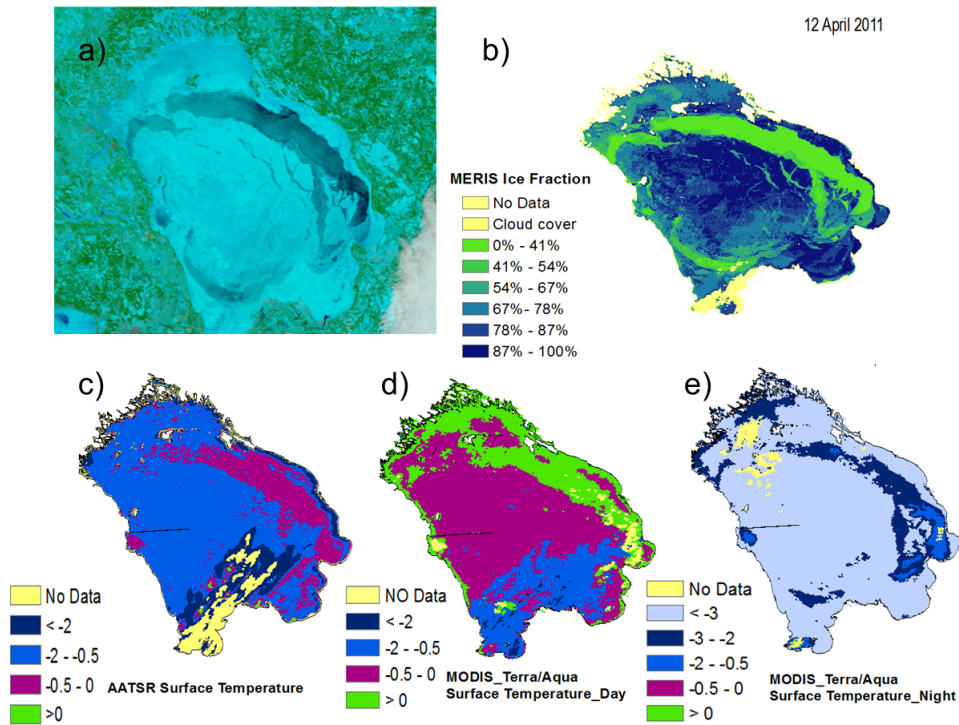 a)
b)
12 April 2011
MERIS Ice Fraction
No Data
Cloud cover
0% - 41%
41% - 54%
54% - 67%
67%- 78%
78% - 87%
87% - 100%
c)
No Data
< -2
-2 - -0.5
-0.5 - 0
>0
AATSR Surface Temperature
d)
NO Data
< -2
-2 - -0.5
-0.5 - 0
>0
MODIS_Terra/Aqua
Surface Temperature_Day
e)
No Data
< -3
-3 - -2
-2 - -0.5
-0.5 - 0
>0
MODIS_Terra/Aqua
Surface Temperature_Night